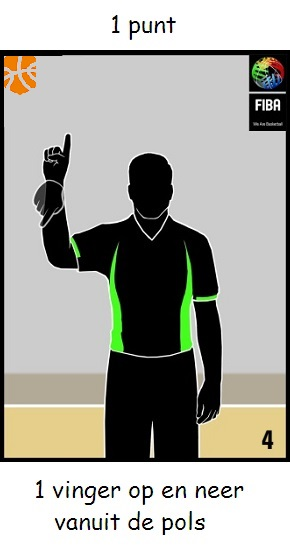 1 punt
FIBA
We Are Basketball
4
1 vinger op en neer
vanuit de pols